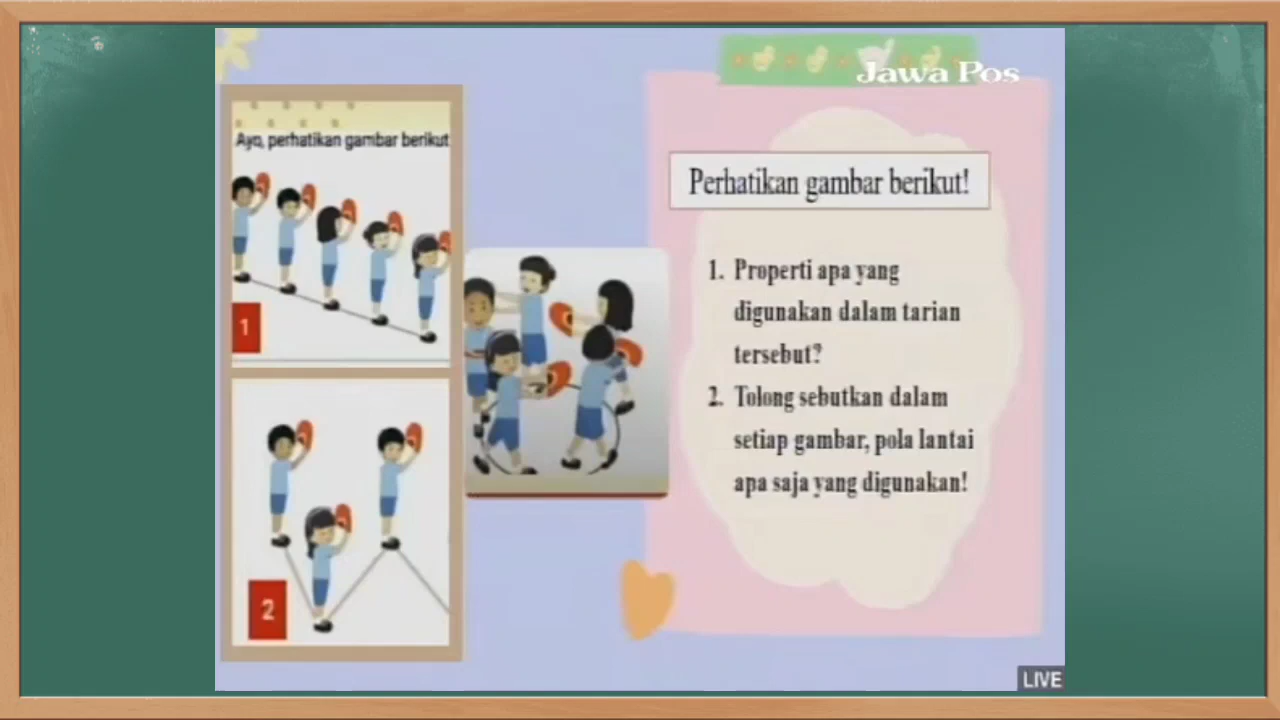 Jawa Pos
Ayo, perhatikan gambar berikut
1
2
Perhatikan gambar berikut!
1. Properti apa yang
digunakan dalam tarian
tersebut?
2. Tolong sebutkan dalam
setiap gambar, pola lantai
apa saja yang digunakan!
LIVE